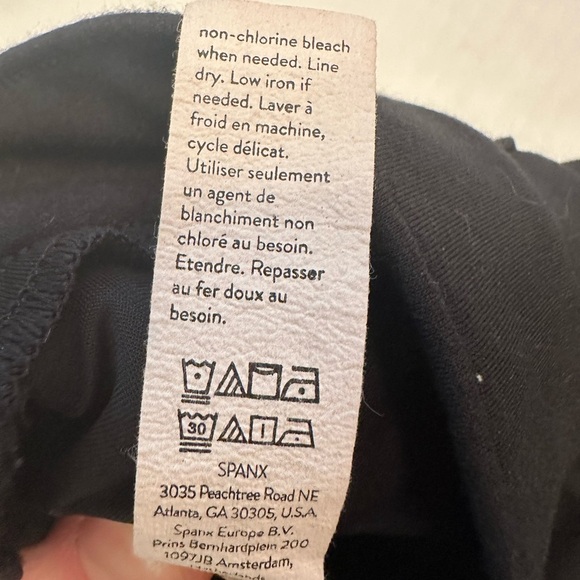 non-chlorine bleach
when needed. Line
dry. Low iron if
needed. Laver à
froid en machine,
cycle délicat.
Utiliser seulement
un agent de
blanchiment non
chloré au besoin.
Etendre. Repasser
au fer doux au
besoin.
30
SPANX
3035 Peachtree Road NE
Atlanta, GA 30305, U.S.A
Spanx Europe B.V.
Prins Bernhardplein 200
1097JB Amsterdam,